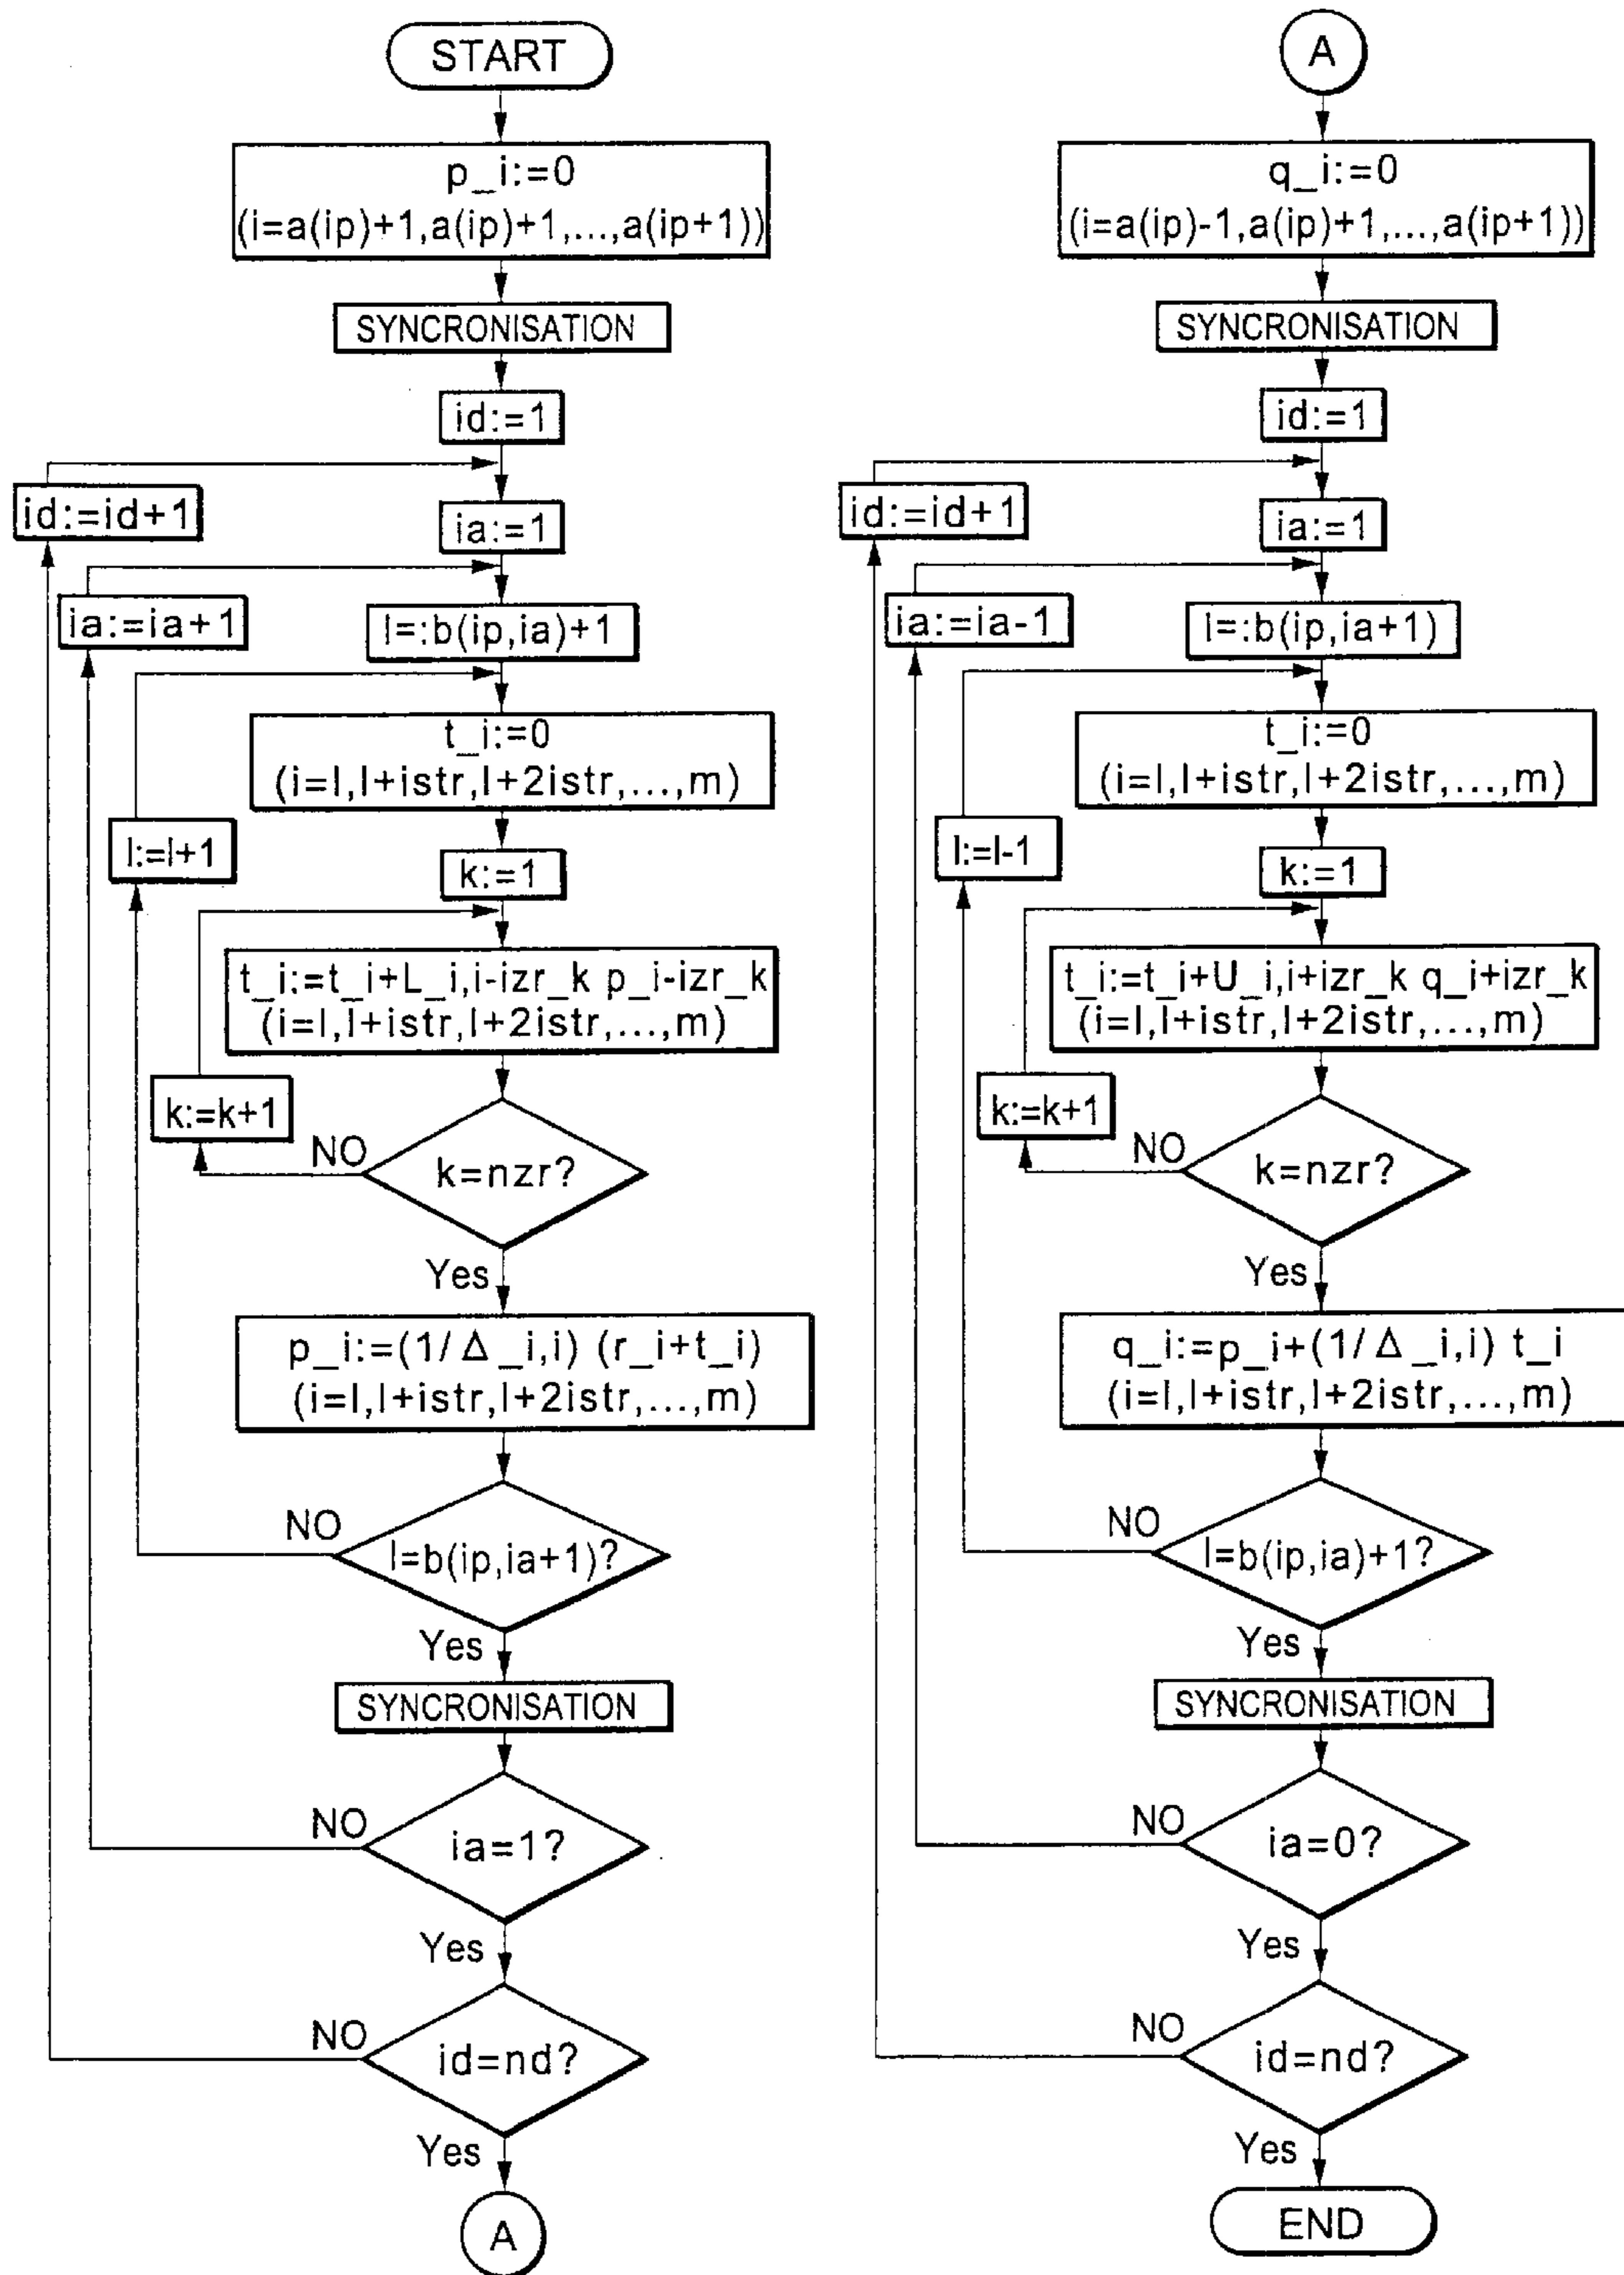 START
p_i:=0
(i=a(ip)+1,a(ip)+1,...,a(ip+1))
SYNCRONISATION
id:=1
id:=id+1
ia:=1
ia:=ia+1
l=:b(ip,ia)+1
t_i:=0
(i=l,l+istr,l+2istr,...,m)
l:=l+1
k:=1
t_i:=t_i+L_i,i-izr_k p_i-izr_k
(i=l,l+istr,l+2istr,...,m)
k:=k+1
NO
k=nzr?
Yes
p_i:=(1/Δ_i,i) (r_i+t_i)
(i=l,l+istr,l+2istr,...,m)
NO
l=b(ip,ia+1)?
Yes
SYNCRONISATION
NO
ia=1?
Yes
NO
id=nd?
Yes
A
A
q_i:=0
(i=a(ip)-1,a(ip)+1,...,a(ip+1))
SYNCRONISATION
id:=1
id:=id+1
ia:=1
ia:=ia-1
l=:b(ip,ia+1)
t_i:=0
(i=l,l+istr,l+2istr,...,m)
l:=l-1
k:=1
t_i:=t_i+U_i,i+izr_k q_i+izr_k
(i=l,l+istr,l+2istr,...,m)
k:=k+1
NO
k=nzr?
Yes
q_i:=p_i+(1/Δ_i,i) t_i
(i=l,l+istr,l+2istr,...,m)
NO
l=b(ip,ia)+1?
Yes
SYNCRONISATION
NO
ia=0?
Yes
NO
id=nd?
Yes
END